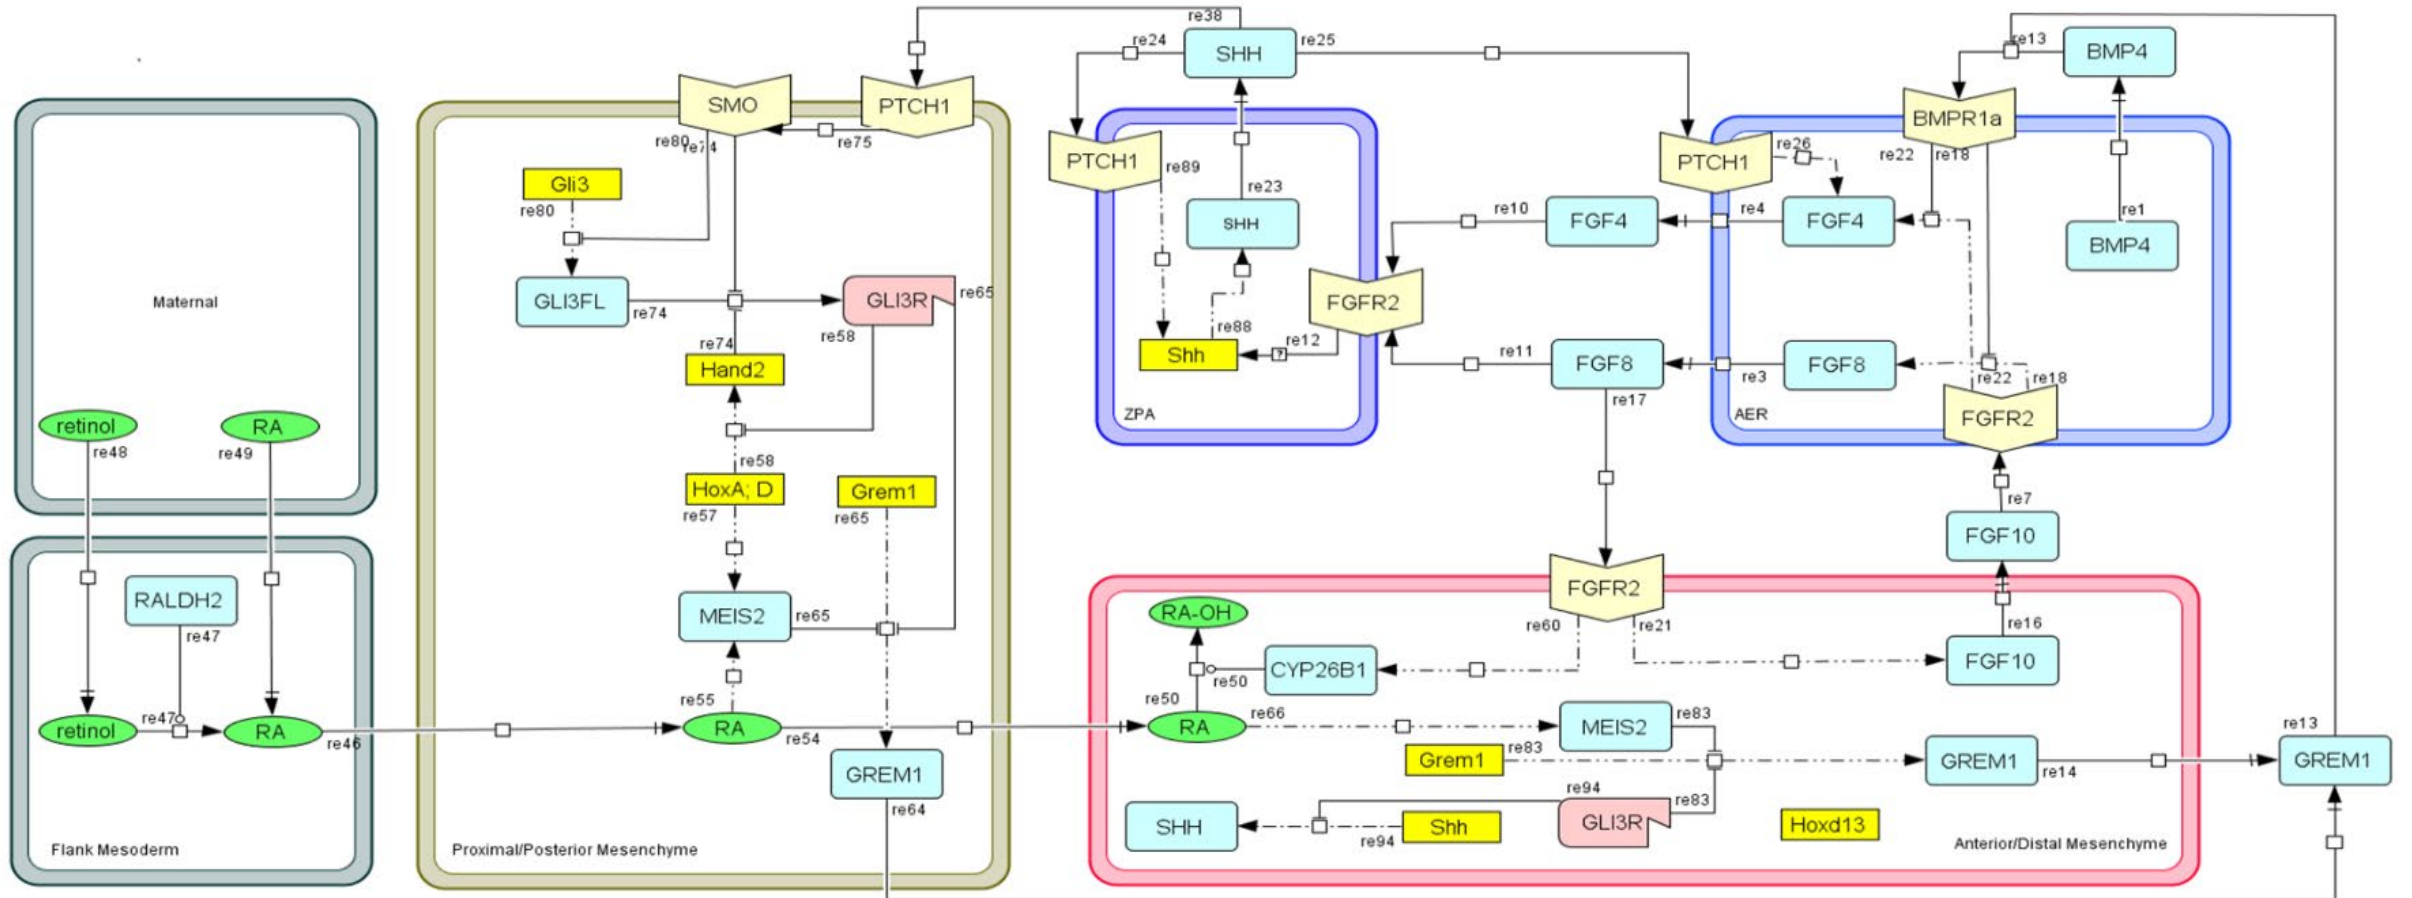 re38
re24
SHH
re25
re13
BMP4
SMO
PTCH1
BMPR1a
re80
re74
re75
PTCH1
re89
PTCH1
re26
re22
re18
Gli3
re80
re23
SHH
re10
FGF4
re4
FGF4
re1
BMP4
Maternal
GLI3FL
re74
GLI3R
re65
re58
FGFR2
re88
re12
Shh
re74
Hand2
re11
FGF8
re3
FGF8
re22
re18
re17
ZPA
AER
FGFR2
retinol
re48
RA
re49
re58
HoxA; D
re57
Grem1
re65
re7
FGF10
RALDH2
re47
MEIS2
re65
FGFR2
RA-OH
re60
re21
re16
CYP26B1
re50
FGF10
re55
re50
retinol
re47
RA
re46
RA
re54
RA
re66
MEIS2
re83
re13
Grem1
re83
GREM1
re14
GREM1
GREM1
re64
re94
re83
SHH
Shh
re94
GLI3R
Hoxd13
Flank Mesoderm
Proximal/Posterior Mesenchyme
Anterior/Distal Mesenchyme
?